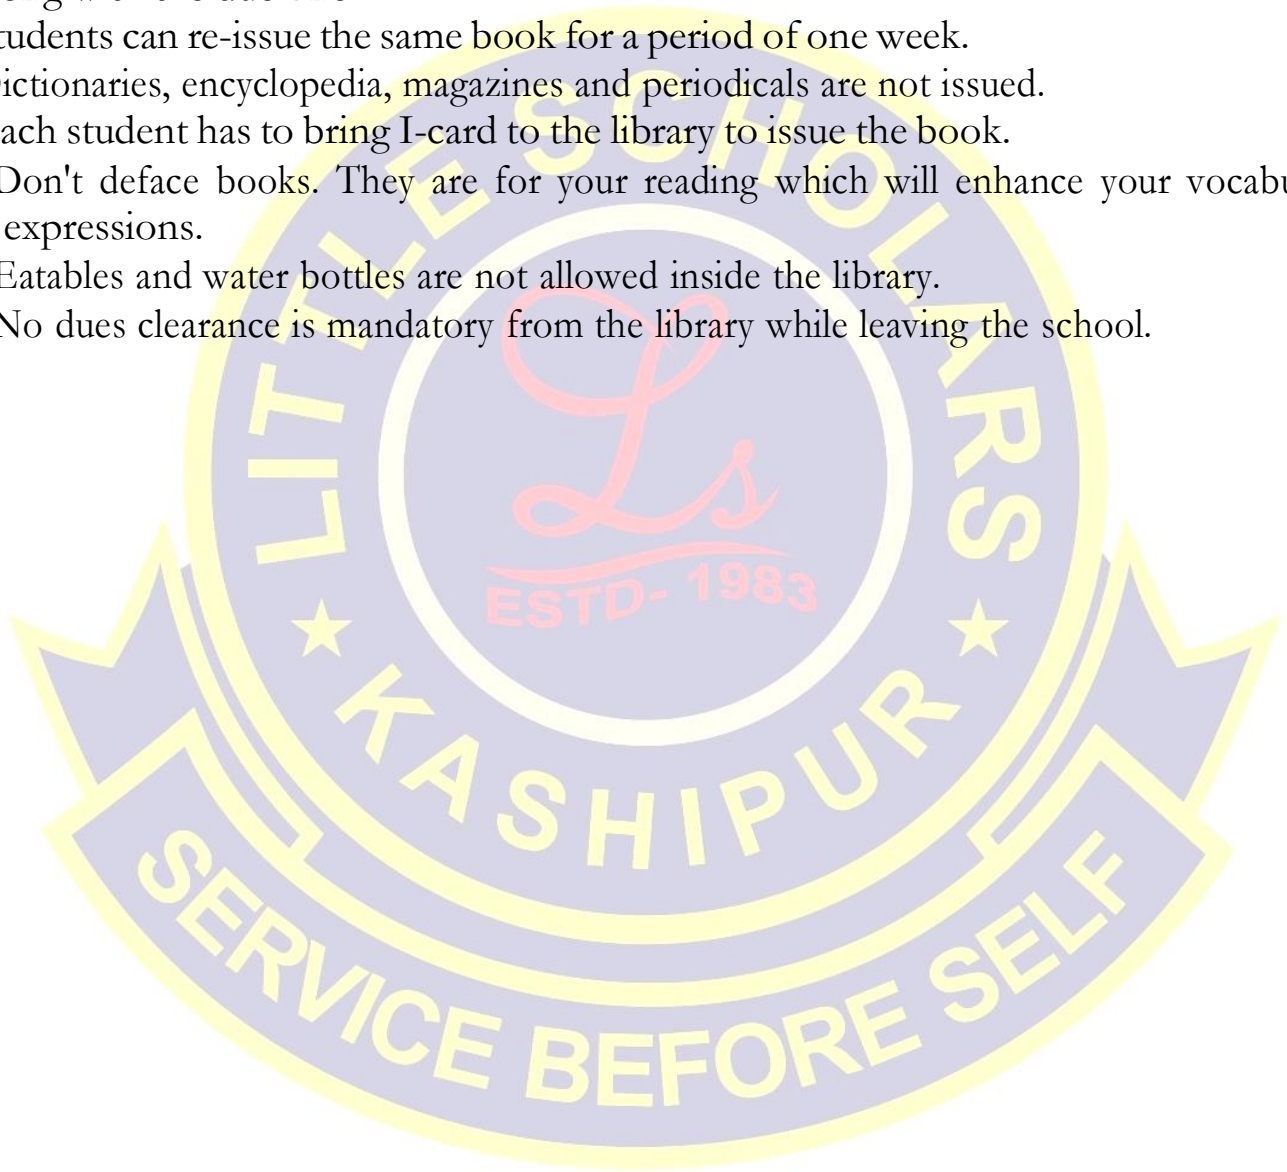 tudents can re-issue the same book for a period of one week.
ictionaries, encyclopedia, magazines and periodicals are not issued.
ach student has to bring I-card to the library to issue the book.
Don't deface books. They are for your reading which will enhance your vocabu
expressions.
Eatables and water bottles are not allowed inside the library.
No dues clearance is mandatory from the library while leaving the school.
LITTLE SCHOLARS
Ls
ESTD- 1983
KASHIPUR
SERVICE BEFORE SELF